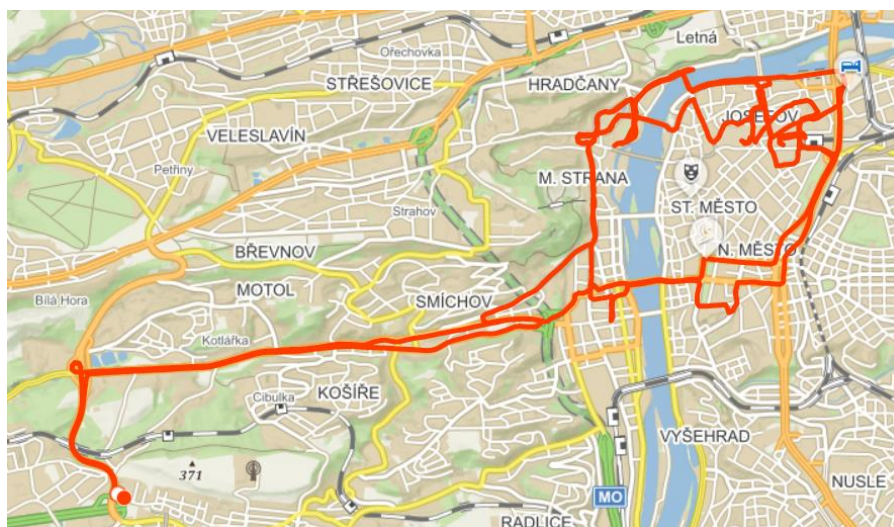 Letná
Ořechovka
STŘEŠOVICE
HRADČANY
JOSEFOV
VELESLAVÍN
Petřiny
M. STRANA
Strahov
ST. MĚSTO
BŘEVNOV
N. MĚSTO
MOTOL
Bílá Hora
SMÍCHOV
Kotlářka
KOŠÍŘE
Cibulka
VYŠEHRAD
371
NUSLE
MO
RADLICE